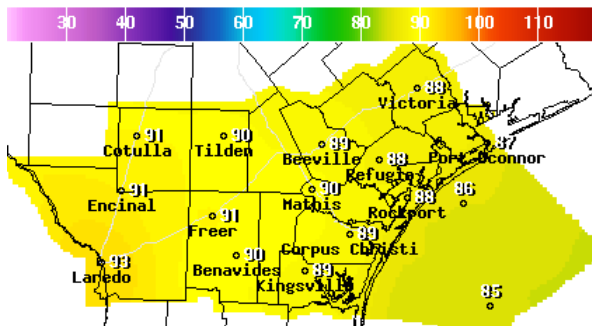 30 40 50 60 70 80 90 100 110
88
Victoria
91 90 89 87
Cotulla Tilden Beeville 88 Port Oconnor
Refugio
91 90 88 86
Encinal Mathis Rockport
91
Freer 89
Corpus Christi
93 90 89
Laredo Benavides Kingsville
85